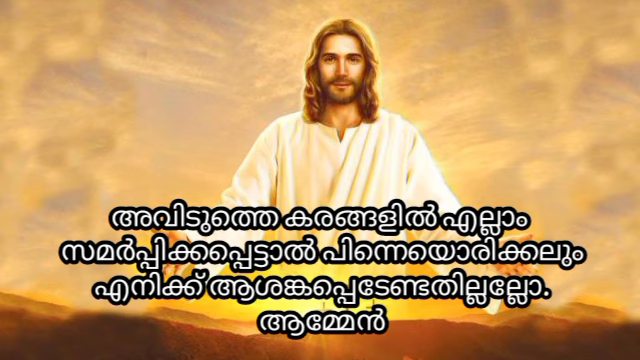 അവിടുത്തെ കരങ്ങളിൽ എല്ലാം
സമർപ്പിക്കപ്പെട്ടാൽ പിന്നെയൊരിക്കലും
എനിക്ക് ആശങ്കപ്പെടേണ്ടതില്ലല്ലോ.
ആമ്മേൻ